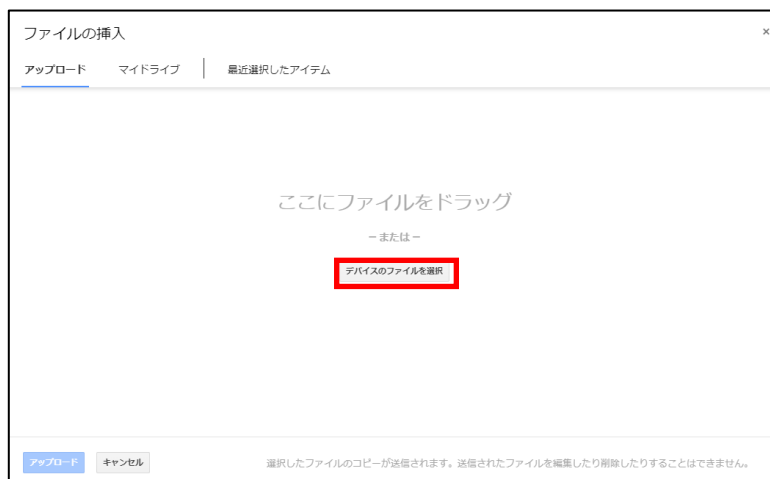 ファイルの挿入 ×
アップロード マイドライブ 最近選択したアイテム
ここにファイルをドラッグ
－または－
デバイスのファイルを選択
アップロード キャンセル 選択したファイルのコピーが送信されます。送信されたファイルを編集したり削除したりすることはできません。